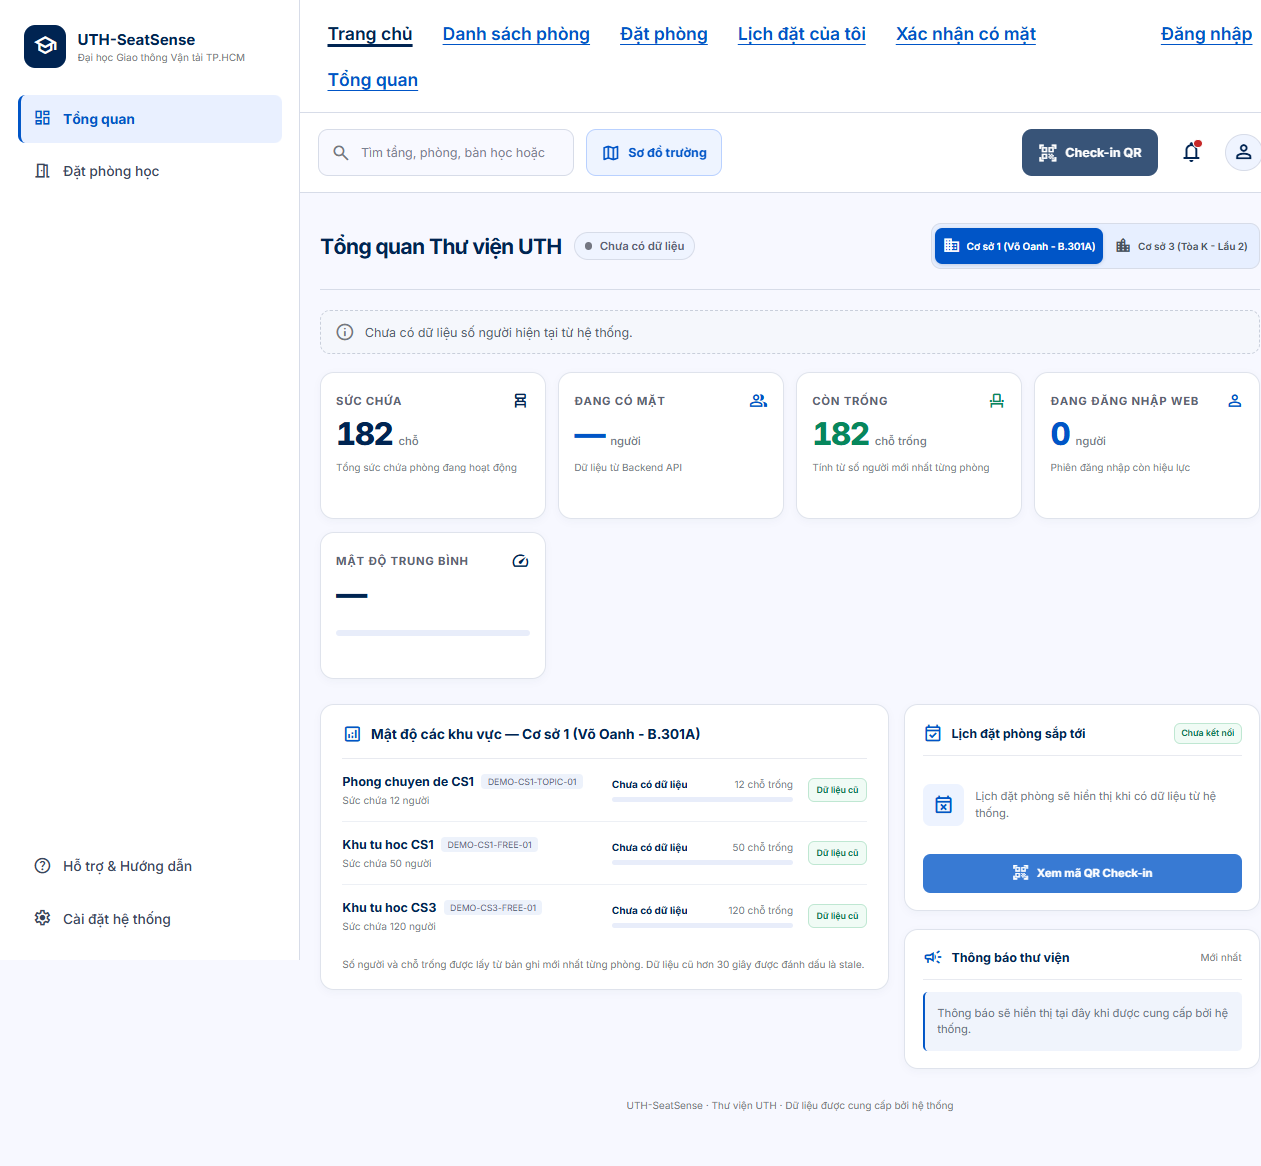 UTH-SeatSense
Đại học Giao thông Vận tải TP.HCM
Tổng quan
Đặt phòng học
Hỗ trợ & Hướng dẫn
Cài đặt hệ thống
Trang chủ
Danh sách phòng
Đặt phòng
Lịch đặt của tôi
Xác nhận có mặt
Đăng nhập
Tổng quan
Tìm tầng, phòng, bàn học hoặc
Sơ đồ trường
Check-in QR
Tổng quan Thư viện UTH
Chưa có dữ liệu
Cơ sở 1 (Võ Oanh - B.301A)
Cơ sở 3 (Tòa K - Lầu 2)
Chưa có dữ liệu số người hiện tại từ hệ thống.
SỨC CHỨA
182 chỗ
Tổng sức chứa phòng đang hoạt động
ĐANG CÓ MẶT
— người
Dữ liệu từ Backend API
CÒN TRỐNG
182 chỗ trống
Tính từ số người mới nhất từng phòng
ĐANG ĐĂNG NHẬP WEB
0 người
Phiên đăng nhập còn hiệu lực
MẬT ĐỘ TRUNG BÌNH
—
Mật độ các khu vực — Cơ sở 1 (Võ Oanh - B.301A)
Phong chuyen de CS1 DEMO-CS1-TOPIC-01
Sức chứa 12 người
Chưa có dữ liệu 12 chỗ trống
Dữ liệu cũ
Khu tu hoc CS1 DEMO-CS1-FREE-01
Sức chứa 50 người
Chưa có dữ liệu 50 chỗ trống
Dữ liệu cũ
Khu tu hoc CS3 DEMO-CS3-FREE-01
Sức chứa 120 người
Chưa có dữ liệu 120 chỗ trống
Dữ liệu cũ
Số người và chỗ trống được lấy từ bản ghi mới nhất từng phòng. Dữ liệu cũ hơn 30 giây được đánh dấu là stale.
Lịch đặt phòng sắp tới
Chưa kết nối
Lịch đặt phòng sẽ hiển thị khi có dữ liệu từ hệ
thống.
Xem mã QR Check-in
Thông báo thư viện
Mới nhất
Thông báo sẽ hiển thị tại đây khi được cung cấp bởi hệ
thống.
UTH-SeatSense · Thư viện UTH · Dữ liệu được cung cấp bởi hệ thống